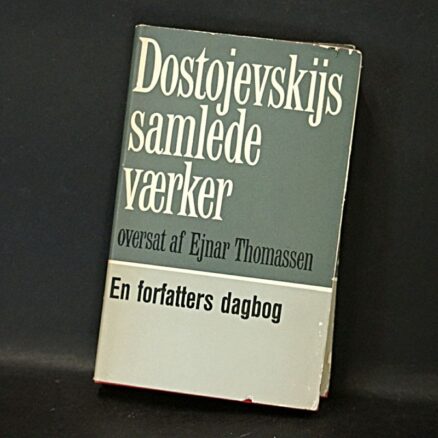 Dostojevskijs
samlede
værker
oversat af Ejnar Thomassen
En forfatters dagbog